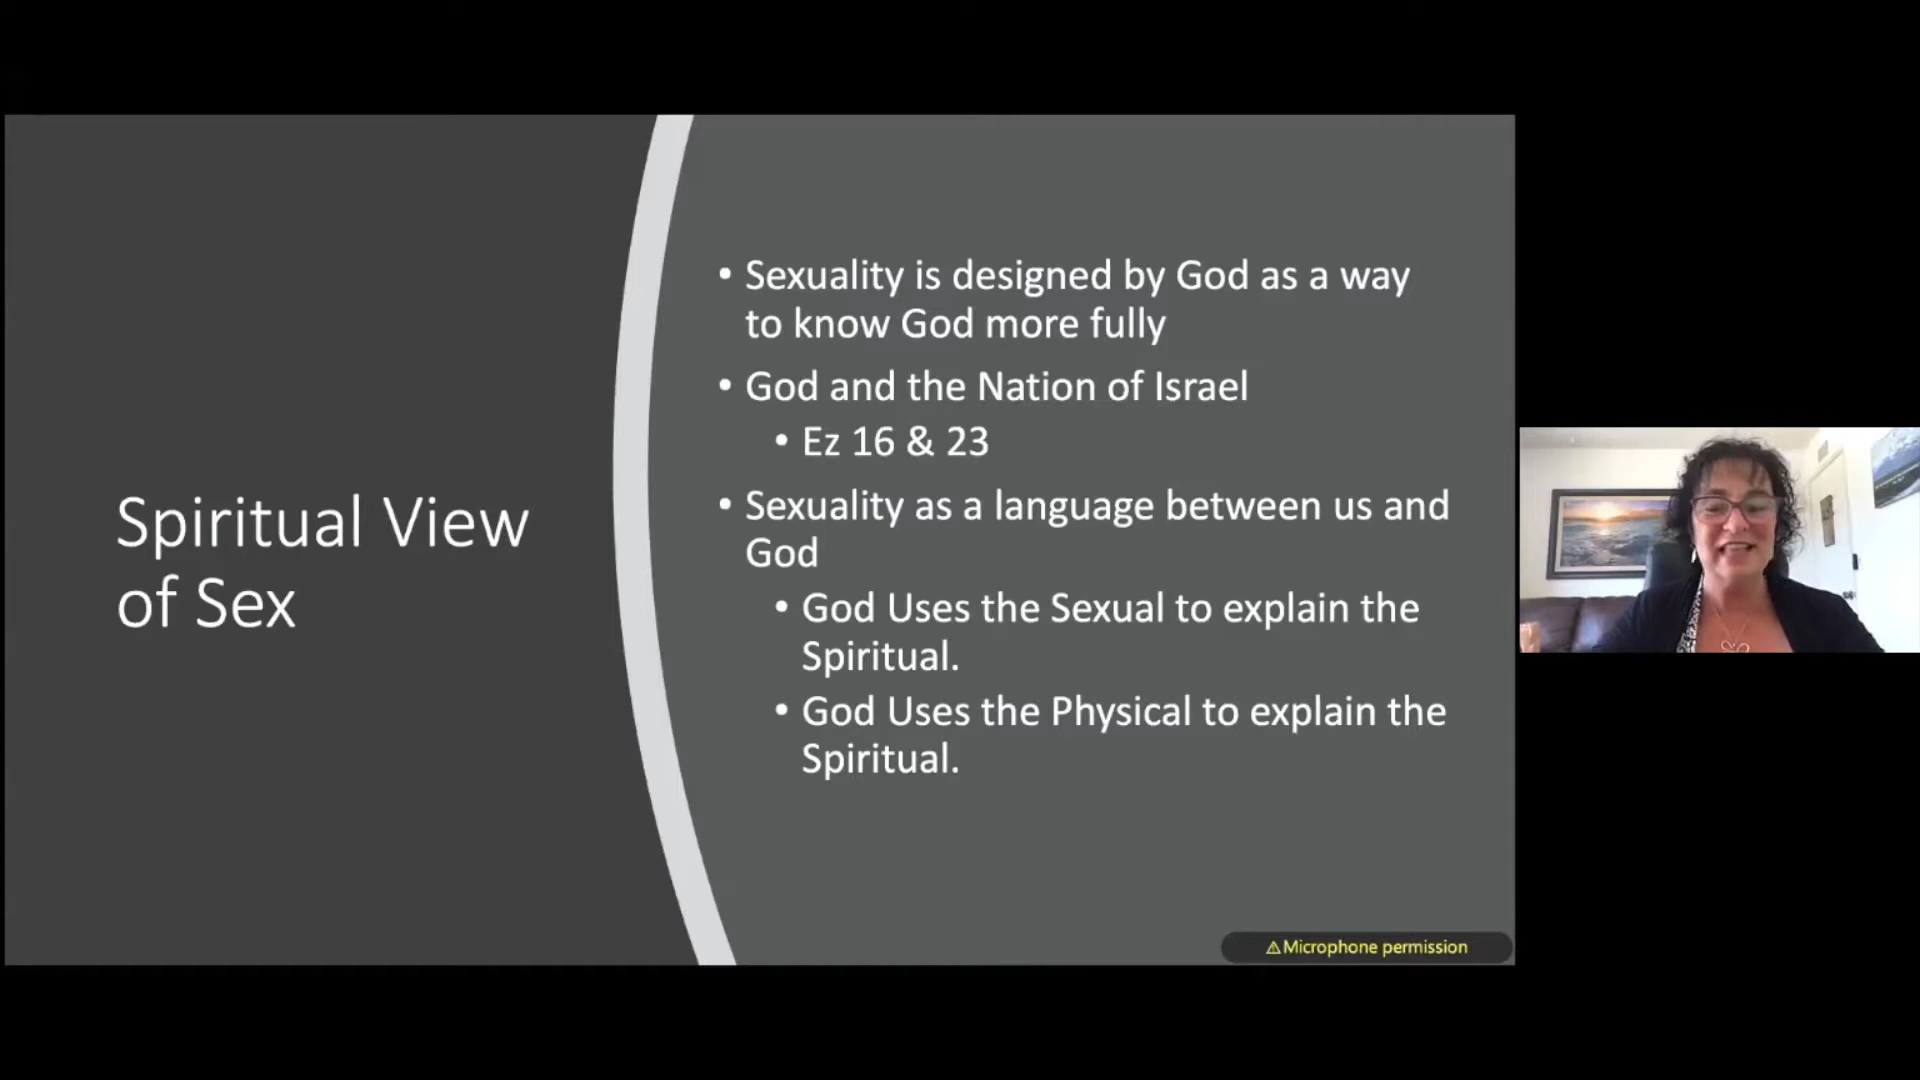 Spiritual View
of Sex
• Sexuality is designed by God as a way
to know God more fully
• God and the Nation of Israel
• Ez 16 & 23
• Sexuality as a language between us and
God
• God Uses the Sexual to explain the
Spiritual.
• God Uses the Physical to explain the
Spiritual.
⚠Microphone permission